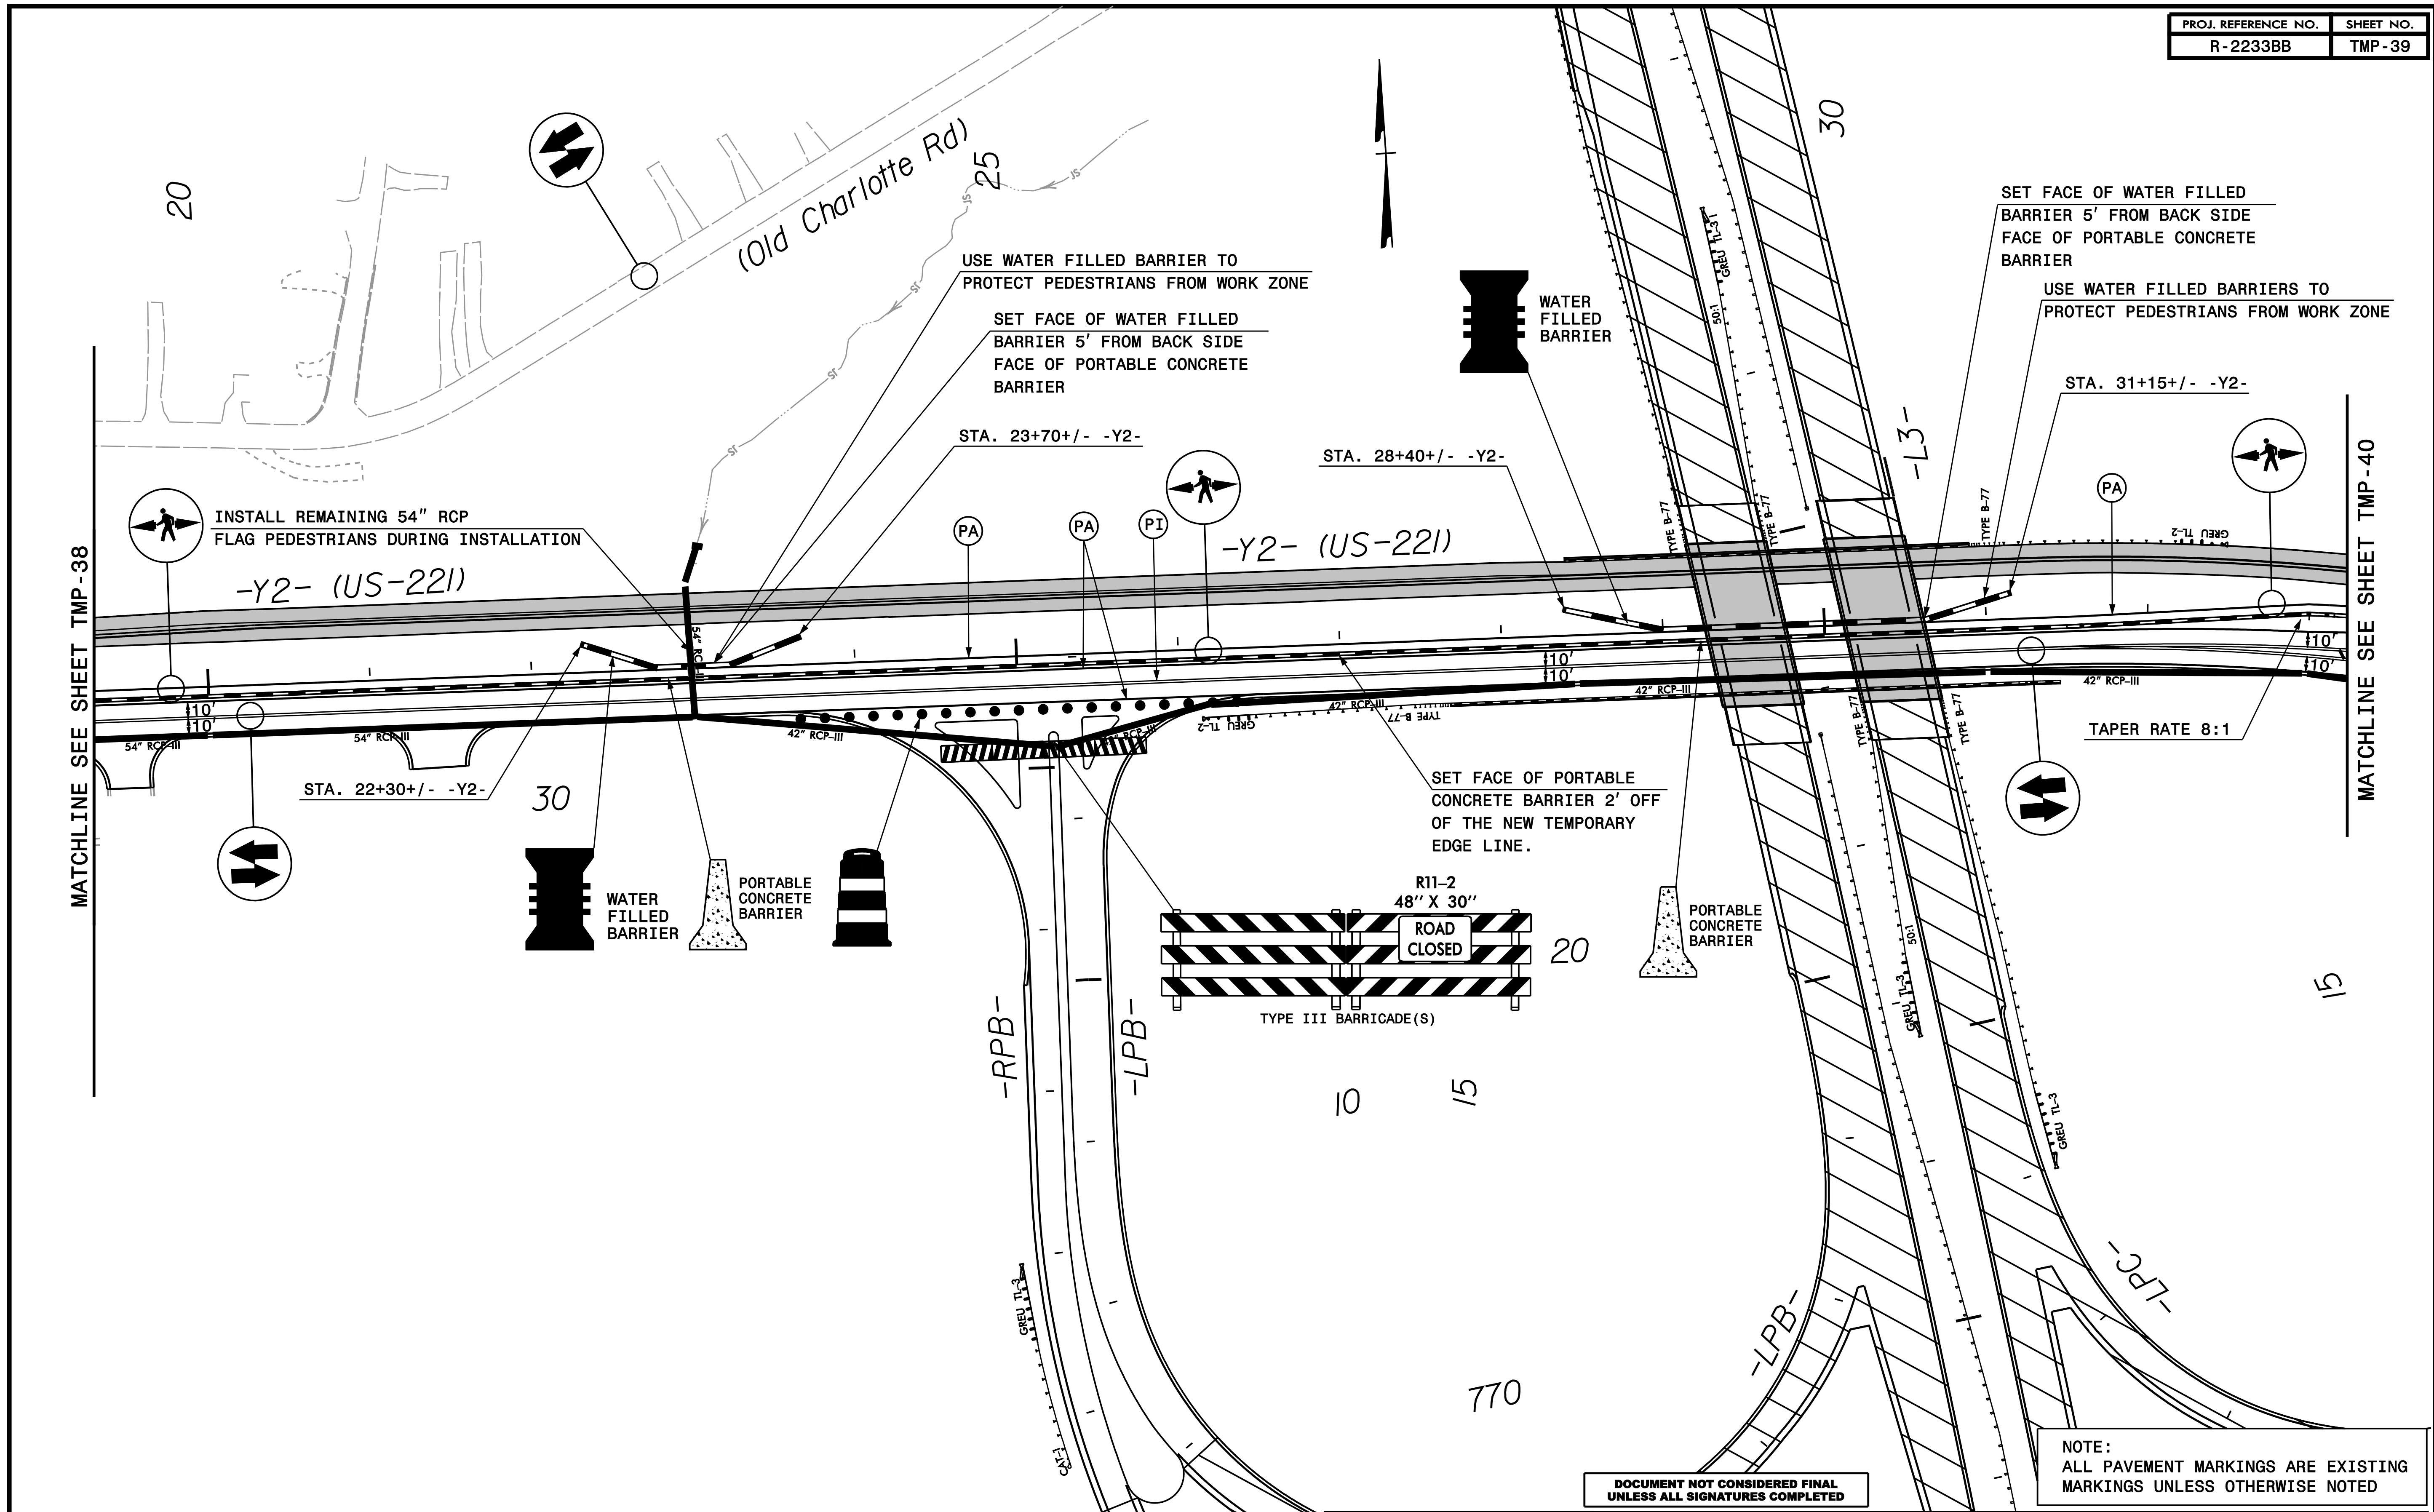 PROJ. REFERENCE NO. SHEET NO.
R-2233BB TMP-39
20
(Old Charlotte Rd)
25
30
JS
JS
JS
JS
JS
USE WATER FILLED BARRIER TO
PROTECT PEDESTRIANS FROM WORK ZONE
SET FACE OF WATER FILLED
BARRIER 5' FROM BACK SIDE
FACE OF PORTABLE CONCRETE
BARRIER
STA. 23+70+/- -Y2-
WATER
FILLED
BARRIER
GREU TL-3
50:1
SET FACE OF WATER FILLED
BARRIER 5' FROM BACK SIDE
FACE OF PORTABLE CONCRETE
BARRIER
USE WATER FILLED BARRIERS TO
PROTECT PEDESTRIANS FROM WORK ZONE
STA. 31+15+/- -Y2-
STA. 28+40+/- -Y2-
-L3-
MATCHLINE SEE SHEET TMP-38
INSTALL REMAINING 54" RCP
FLAG PEDESTRIANS DURING INSTALLATION
-Y2- (US-221)
PA
PA
PI
-Y2- (US-221)
TYPE B-77
TYPE B-77
TYPE B-77
GREU TL-2
PA
MATCHLINE SEE SHEET TMP-40
10'
10'
54" RCP-III
54" RCP-III
42" RCP-III
GREU TL-2
42" RCP-III
TYPE B-77
10'
10'
42" RCP-III
42" RCP-III
TYPE B-77
TYPE B-77
10'
10'
TAPER RATE 8:1
STA. 22+30+/- -Y2-
30
WATER
FILLED
BARRIER
PORTABLE
CONCRETE
BARRIER
SET FACE OF PORTABLE
CONCRETE BARRIER 2' OFF
OF THE NEW TEMPORARY
EDGE LINE.
R11-2
48" X 30"
ROAD
CLOSED
TYPE III BARRICADE(S)
20
PORTABLE
CONCRETE
BARRIER
50:1
GREU TL-3
15
-RPB-
-LPB-
10
15
GREU TL-3
GREU TL-3
CAT-1
770
-LPB-
-LPC-
DOCUMENT NOT CONSIDERED FINAL
UNLESS ALL SIGNATURES COMPLETED
NOTE:
ALL PAVEMENT MARKINGS ARE EXISTING
MARKINGS UNLESS OTHERWISE NOTED